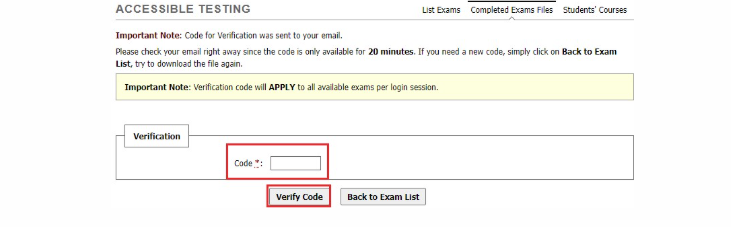 ACCESSIBLE TESTING
List Exams Completed Exams Files Students' Courses
Important Note: Code for Verification was sent to your email.
Please check your email right away since the code is only available for 20 minutes. If you need a new code, simply click on Back to Exam
List, try to download the file again.
Important Note: Verification code will APPLY to all available exams per login session.
Verification
Code *:
Verify Code Back to Exam List